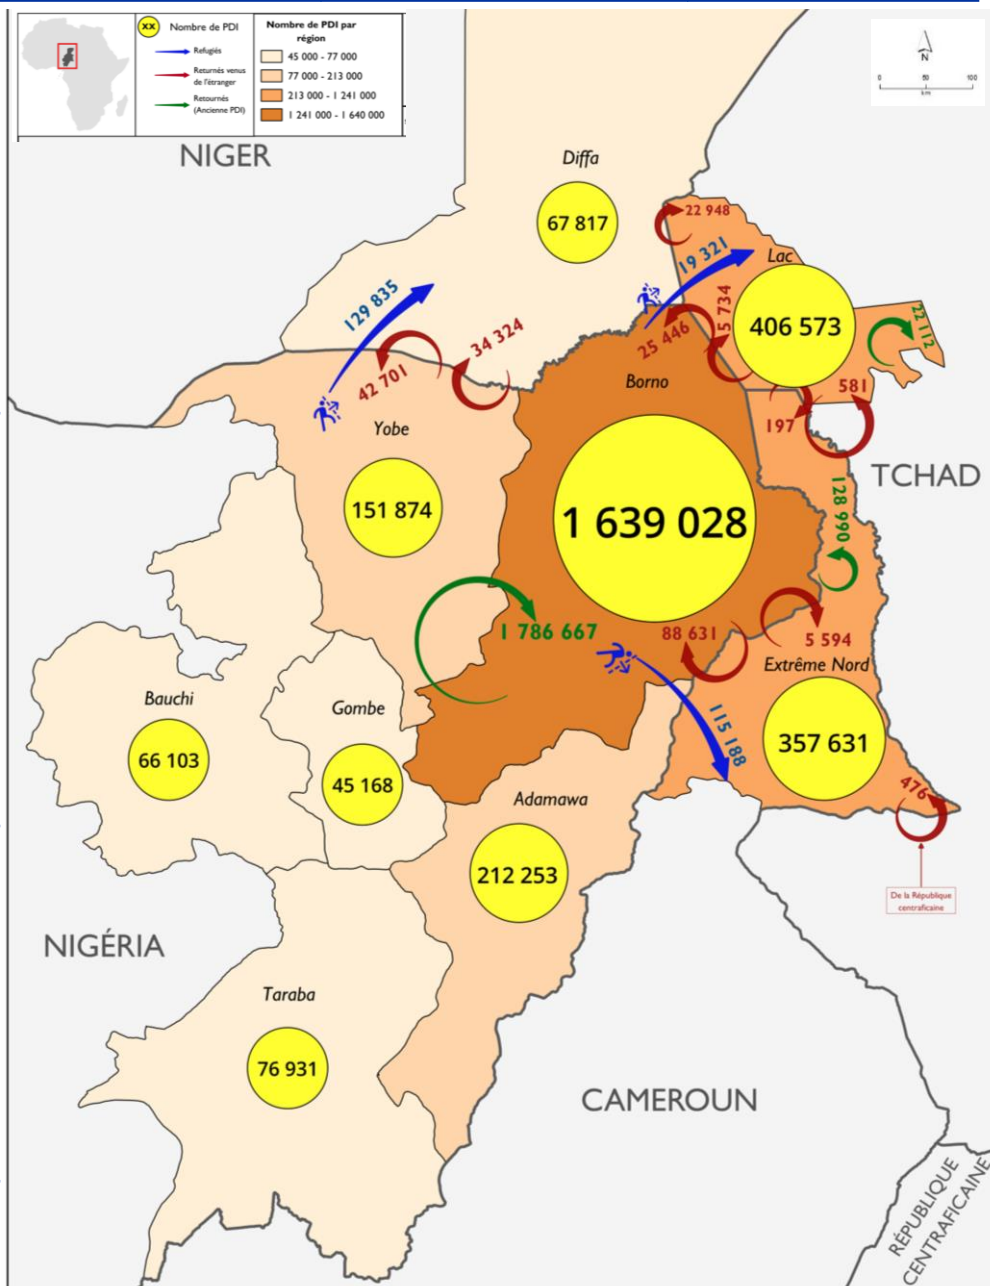 XX
Nombre de PDI
Refugiés
Returnés venus
de l'étranger
Retournés
(Ancienne PDI)
Nombre de PDI par
région
45 000 - 77 000
77 000 - 213 000
213 000 - 1 241 000
1 241 000 - 1 640 000
N
0 50 100
km
NIGER
Diffa
67 817
22 948
19 321
Lac
406 573
22 112
129 835
34 324
42 701
25 446
5 734
581
197
Borno
Yobe
151 874
1 639 028
TCHAD
128 990
1 786 667
88 631
5 594
Extrême Nord
115 188
357 631
476
De la République
centraficaine
Bauchi
66 103
Gombe
45 168
Adamawa
212 253
NIGÉRIA
Taraba
76 931
CAMEROUN
RÉPUBLIQUE
CENTRAFICAINE